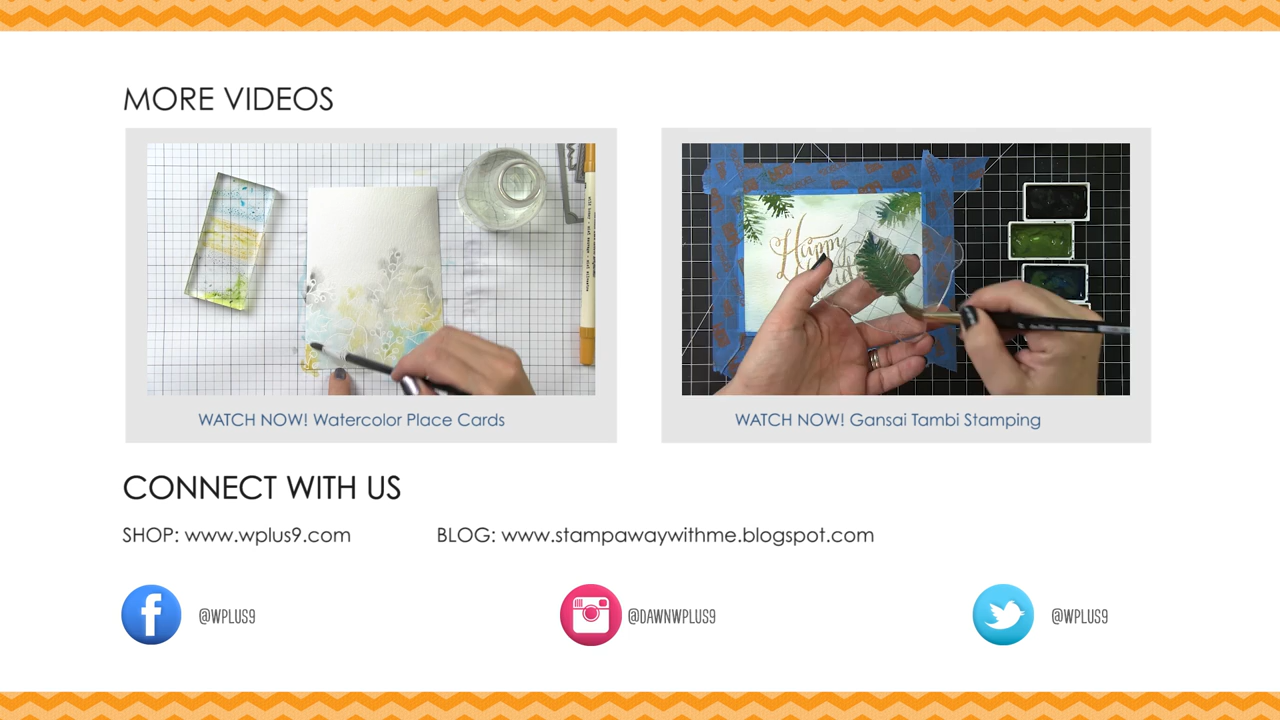 MORE VIDEOS
Happy
WATCH NOW! Watercolor Place Cards
WATCH NOW! Gansai Tambi Stamping
CONNECT WITH US
SHOP: www.wplus9.com
BLOG: www.stampawaywithme.blogspot.com
@WPLUS9
@DAWNWPLUS9
@WPLUS9